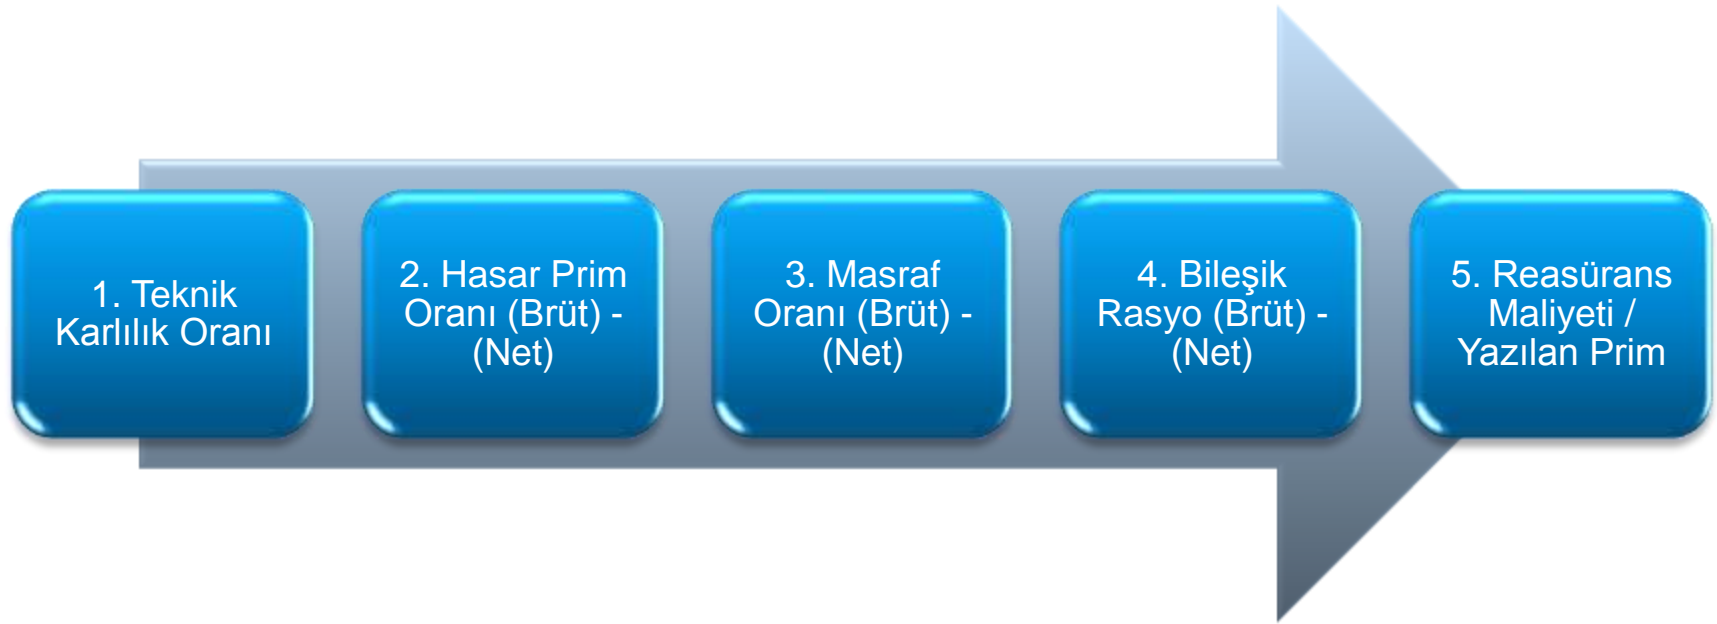 1. Teknik
Karlılık Oranı
2. Hasar Prim
Oranı (Brüt) -
(Net)
3. Masraf
Oranı (Brüt) -
(Net)
4. Bileşik
Rasyo (Brüt) -
(Net)
5. Reasürans
Maliyeti /
Yazılan Prim